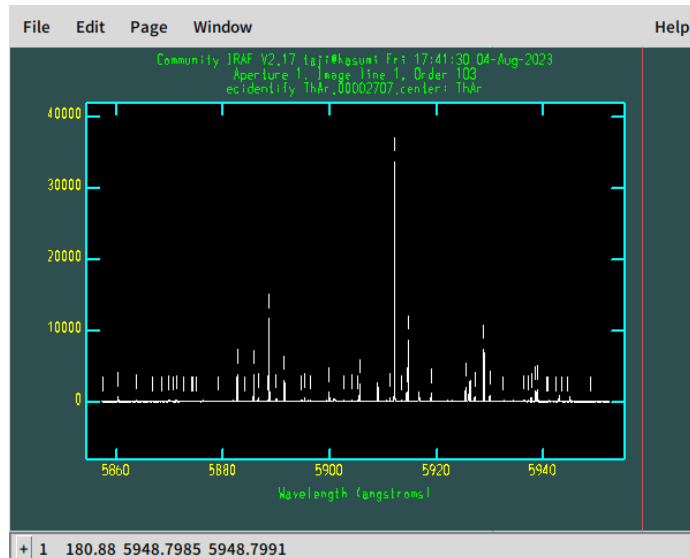 File Edit Page Window Help
Community IRAF V2.17 taji@kasumi Fri 17:41:30 04-Aug-2023
Aperture 1, Image line 1, Order 103
ecidentify ThAr.00002707.center: ThAr
40000
30000
20000
10000
0
5860 5880 5900 5920 5940
Wavelength (angstroms)
+ 1 180.88 5948.7985 5948.7991